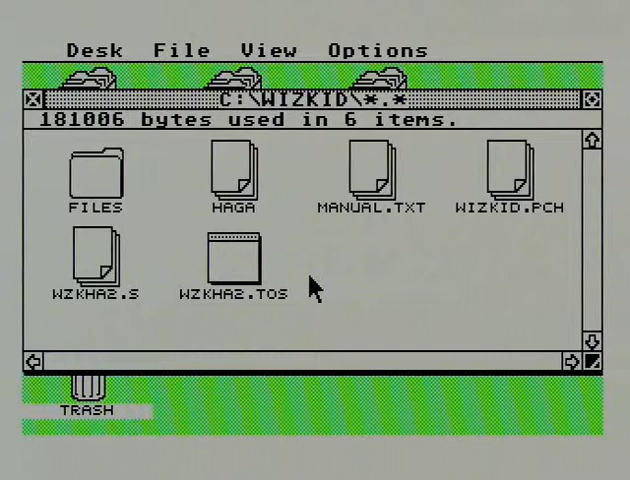 Desk File View Options
C:\WIZKID\*.*
181006 bytes used in 6 items.
FILES HAGA MANUAL.TXT WIZKID.PCH
WZKHA2.S WZKHA2.TOS
TRASH